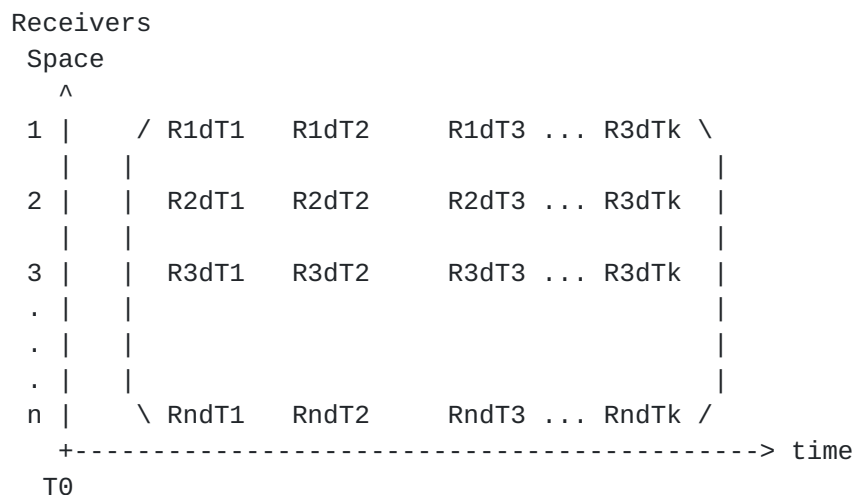 Receivers
 Space
   ^
 1 |    / R1dT1   R1dT2     R1dT3 ... R3dTk \
   |   |                                     |
 2 |   |  R2dT1   R2dT2     R2dT3 ... R3dTk  |
   |   |                                     |
 3 |   |  R3dT1   R3dT2     R3dT3 ... R3dTk  |
 . |   |                                     |
 . |   |                                     |
 . |   |                                     |
 n |    \ RndT1   RndT2     RndT3 ... RndTk /
   +--------------------------------------------> time
  T0